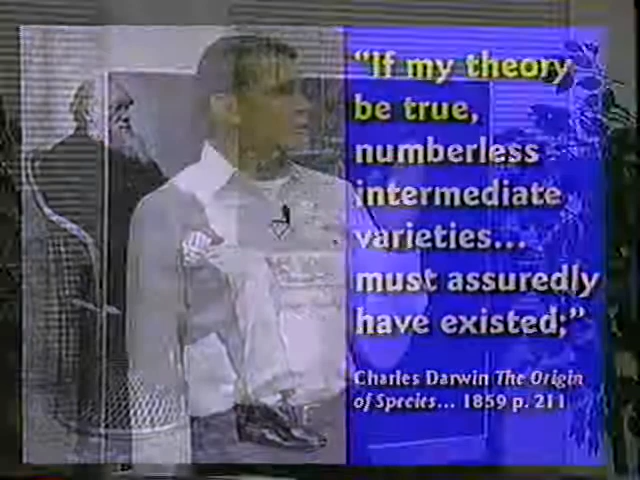 “If my theory
be true,
numberless
intermediate
varieties...
must assuredly
have existed;”
Charles Darwin The Origin
of Species... 1859 p. 211